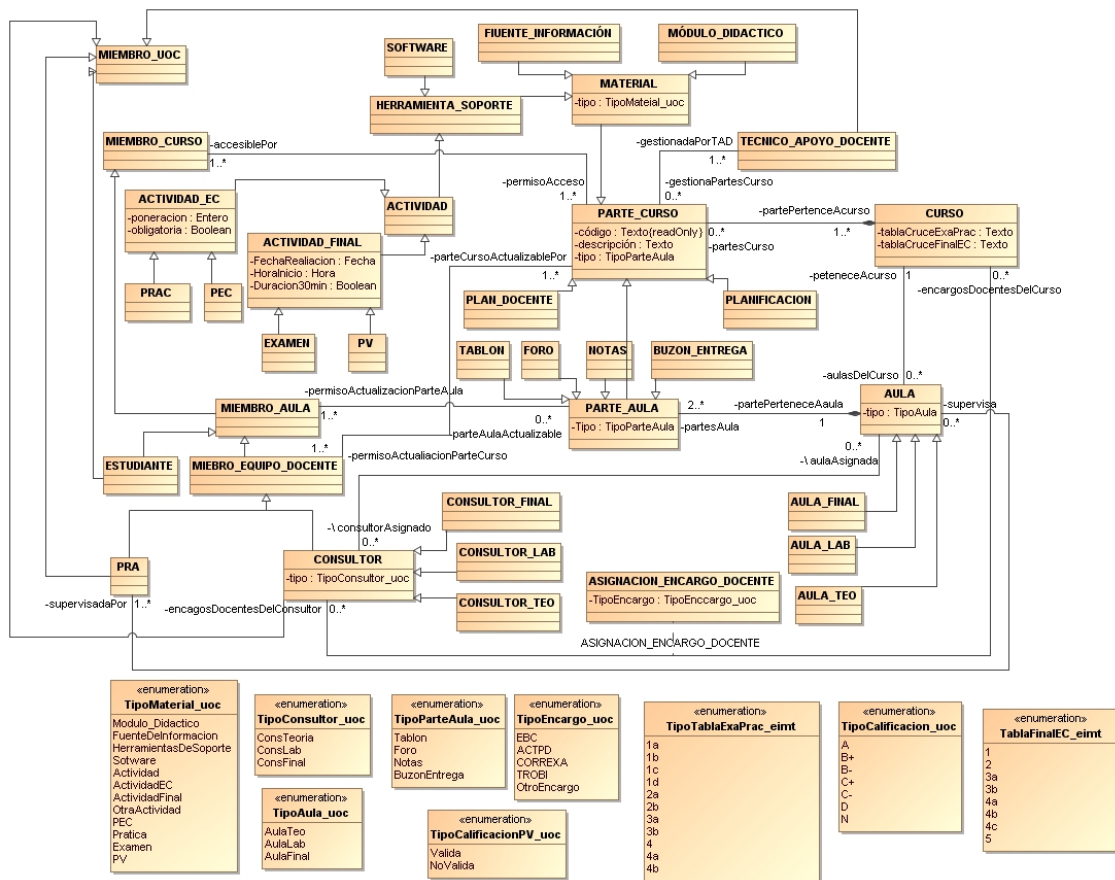 FIUENTE_INFORMACIÓN
MÓDULO_DIDACTICO
SOFTWARE
MIEMBRO_UOC
MATERIAL
-tipo : TipoMateial_uoc
HERRAMIENTA_SOPORTE
MIEMBRO_CURSO
-accesiblePor
1..*
-gestionadaPorTAD
1..*
TECNICO_APOYO_DOCENTE
-permisoAcceso
1..*
-gestionaPartesCurso
0..*
ACTIVIDAD_EC
-poneracion : Entero
-obligatoria : Boolean
ACTIVIDAD
PARTE_CURSO
-código : Texto{readOnly}
-descripción : Texto
-tipo : TipoParteAula
-partePertenceAcurso
0..*
1..*
-partesCurso
CURSO
-tablaCruceExaPrac : Texto
-tablaCruceFinalEC : Texto
ACTIVIDAD_FINAL
-FechaRealiacion : Fecha
-HoraInicio : Hora
-Duracion30min : Boolean
-parteCursoActualizablePor
1..*
-peteneceAcurso
1
0..*
-encargosDocentesDelCurso
PRAC
PEC
PLAN_DOCENTE
PLANIFICACION
EXAMEN
PV
TABLON
FORO
NOTAS
BUZON_ENTREGA
-aulasDelCurso
0..*
-permisoActualizacionParteAula
1..*
MIEMBRO_AULA
0..*
-parteAulaActualizable
PARTE_AULA
-Tipo : TipoParteAula
2..*
-partesAula
-partePerteneceAaula
1
AULA
-tipo : TipoAula
-supervisa
0..*
0..*
-\ aulaAsignada
ESTUDIANTE
1..*
MIEBRO_EQUIPO_DOCENTE
-permisoActualiacionParteCurso
CONSULTOR_FINAL
-\ consultorAsignado
0..*
AULA_FINAL
PRA
CONSULTOR
-tipo : TipoConsultor_uoc
CONSULTOR_LAB
AULA_LAB
ASIGNACION_ENCARGO_DOCENTE
-TipoEncargo : TipoEnccargo_uoc
CONSULTOR_TEO
AULA_TEO
-supervisadaPor
1..*
-encagosDocentesDelConsultor
0..*
ASIGNACION_ENCARGO_DOCENTE
«enumeration»
TipoMaterial_uoc
Modulo_Didactico
FuenteDeInformacion
HerramientasDeSoporte
Sotware
Actividad
ActividadEC
ActividadFinal
OtraActividad
PEC
Pratica
Examen
PV
«enumeration»
TipoConsultor_uoc
ConsTeoria
ConsLab
ConsFinal
«enumeration»
TipoAula_uoc
AulaTeo
AulaLab
AulaFinal
«enumeration»
TipoParteAula_uoc
Tablon
Foro
Notas
BuzonEntrega
«enumeration»
TipoEncargo_uoc
EBC
ACTPD
CORREXA
TROBI
OtroEncargo
«enumeration»
TipoCalificacionPV_uoc
Valida
NoValida
«enumeration»
TipoTablaExaPrac_eimt
1a
1b
1c
1d
2a
2b
3a
3b
4
4a
4b
«enumeration»
TipoCalificacion_uoc
A
B+
B-
C+
C-
D
N
«enumeration»
TablaFinalEC_eimt
1
2
3a
3b
4a
4b
4c
5